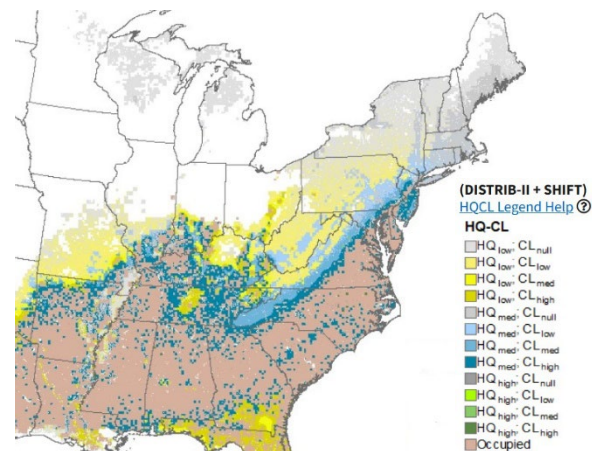 (DISTRIB-II + SHIFT)
HQCL Legend Help ?
HQ-CL
HQlow: CLnull
HQlow: CLlow
HQlow: CLmed
HQlow: CLhigh
HQmed: CLnull
HQmed: CLlow
HQmed: CLmed
HQmed: CLhigh
HQhigh: CLnull
HQhigh: CLlow
HQhigh: CLmed
HQhigh: CLhigh
Occupied